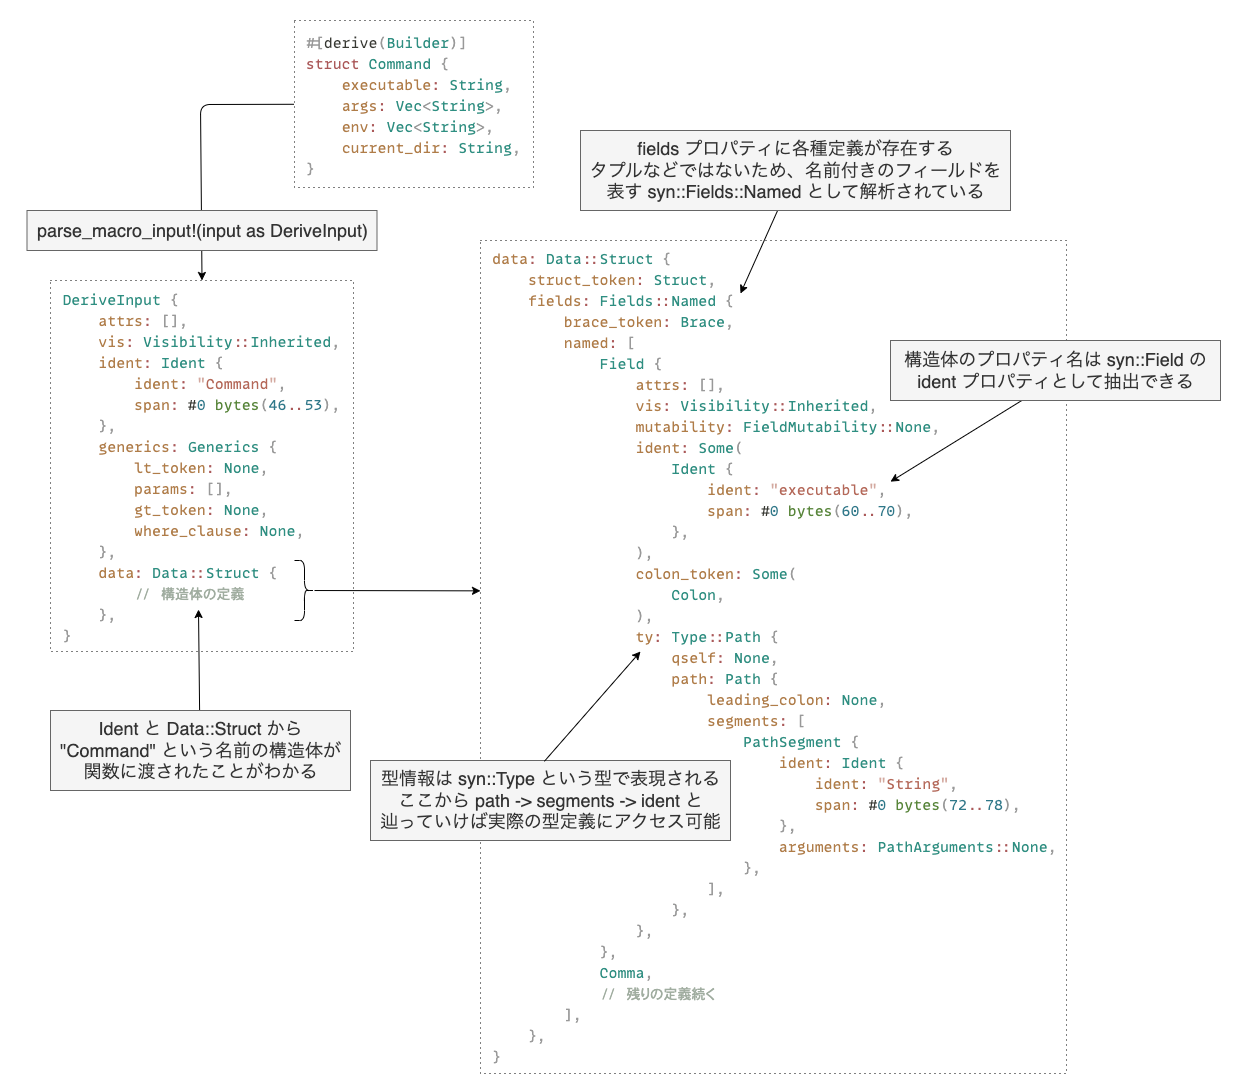 #[derive(Builder)]
struct Command {
    executable: String,
    args: Vec<String>,
    env: Vec<String>,
    current_dir: String,
}
parse_macro_input!(input as DeriveInput)
DeriveInput {
    attrs: [],
    vis: Visibility::Inherited,
    ident: Ident {
        ident: "Command",
        span: #0 bytes(46..53),
    },
    generics: Generics {
        lt_token: None,
        params: [],
        gt_token: None,
        where_clause: None,
    },
    data: Data::Struct {
        // 構造体の定義
    },
}
Ident と Data::Struct から
"Command" という名前の構造体が
関数に渡されたことがわかる
fields プロパティに各種定義が存在する
タプルなどではないため、名前付きのフィールドを
表す syn::Fields::Named として解析されている
data: Data::Struct {
    struct_token: Struct,
    fields: Fields::Named {
        brace_token: Brace,
        named: [
            Field {
                attrs: [],
                vis: Visibility::Inherited,
                mutability: FieldMutability::None,
                ident: Some(
                    Ident {
                        ident: "executable",
                        span: #0 bytes(60..70),
                    },
                ),
                colon_token: Some(
                    Colon,
                ),
                ty: Type::Path {
                    qself: None,
                    path: Path {
                        leading_colon: None,
                        segments: [
                            PathSegment {
                                ident: Ident {
                                    ident: "String",
                                    span: #0 bytes(72..78),
                                },
                                arguments: PathArguments::None,
                            },
                        ],
                    },
                },
            },
            Comma,
            // 残りの定義続く
        ],
    },
}
構造体のプロパティ名は syn::Field の
ident プロパティとして抽出できる
型情報は syn::Type という型で表現される
ここから path -> segments -> ident と
辿っていけば実際の型定義にアクセス可能